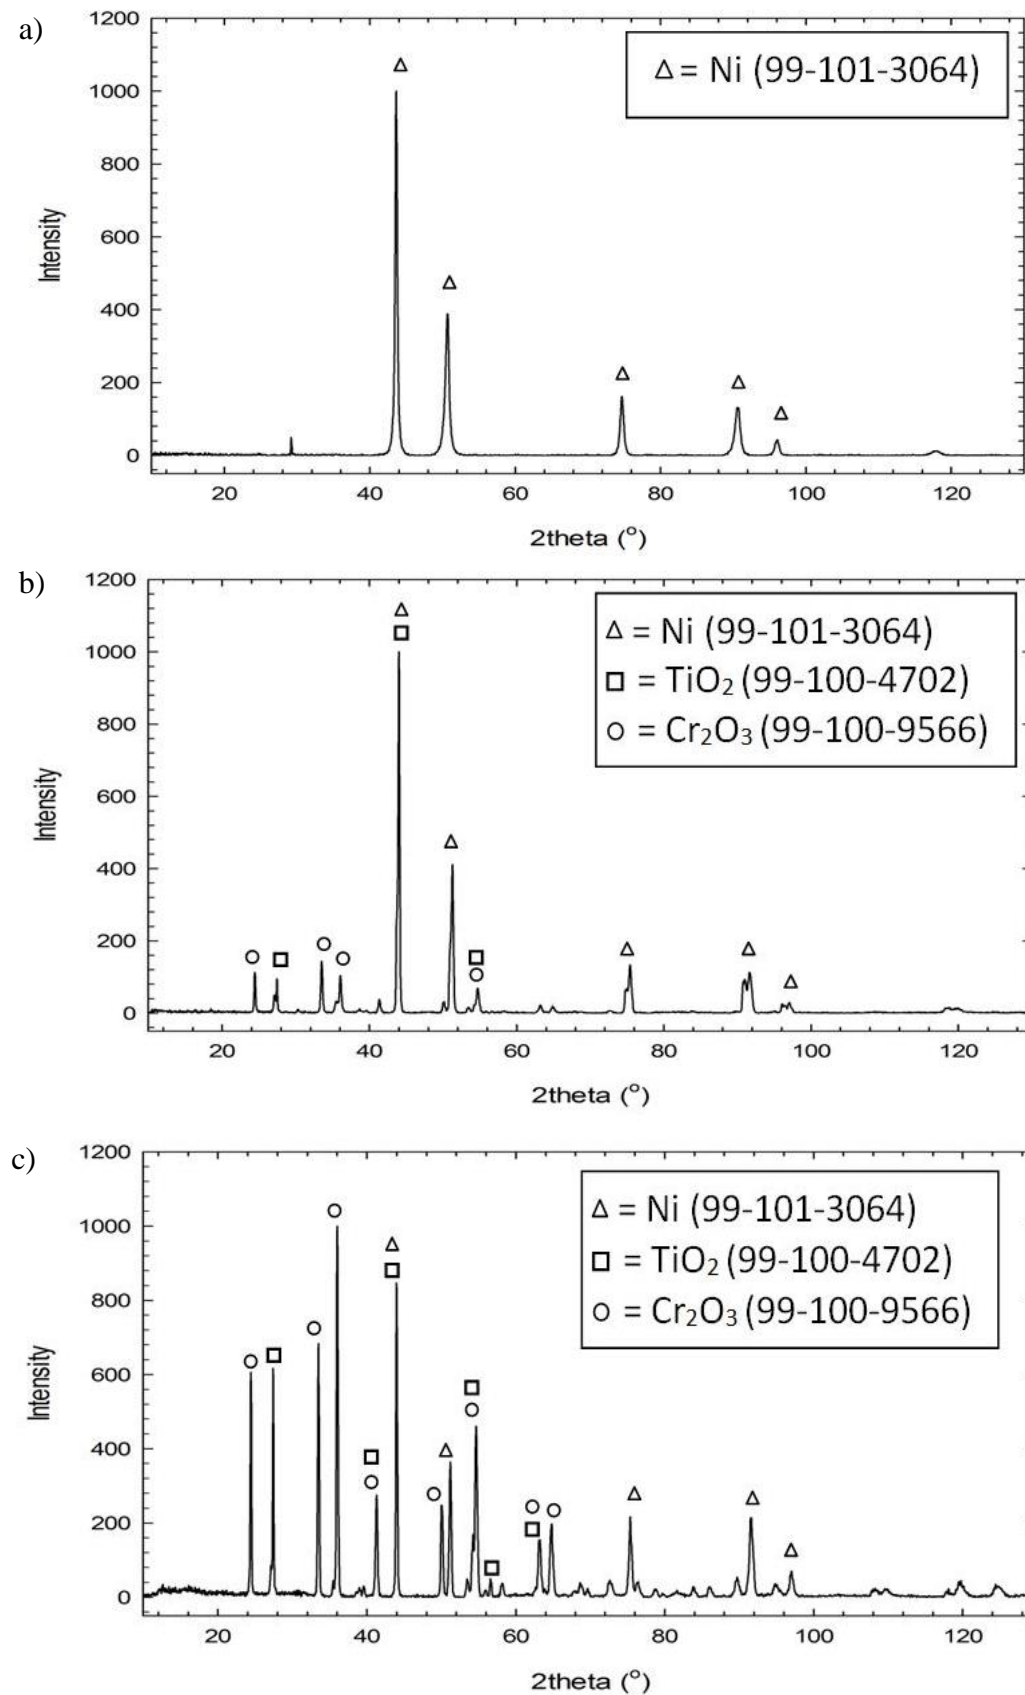 a)
1200
1000
800
600
400
200
0
Intensity
△ = Ni (99-101-3064)
20 40 60 80 100 120
2theta (°)
b)
1200
1000
800
600
400
200
0
Intensity
△ = Ni (99-101-3064)
□ = TiO₂ (99-100-4702)
○ = Cr₂O₃ (99-100-9566)
20 40 60 80 100 120
2theta (°)
c)
1200
1000
800
600
400
200
0
Intensity
△ = Ni (99-101-3064)
□ = TiO₂ (99-100-4702)
○ = Cr₂O₃ (99-100-9566)
20 40 60 80 100 120
2theta (°)